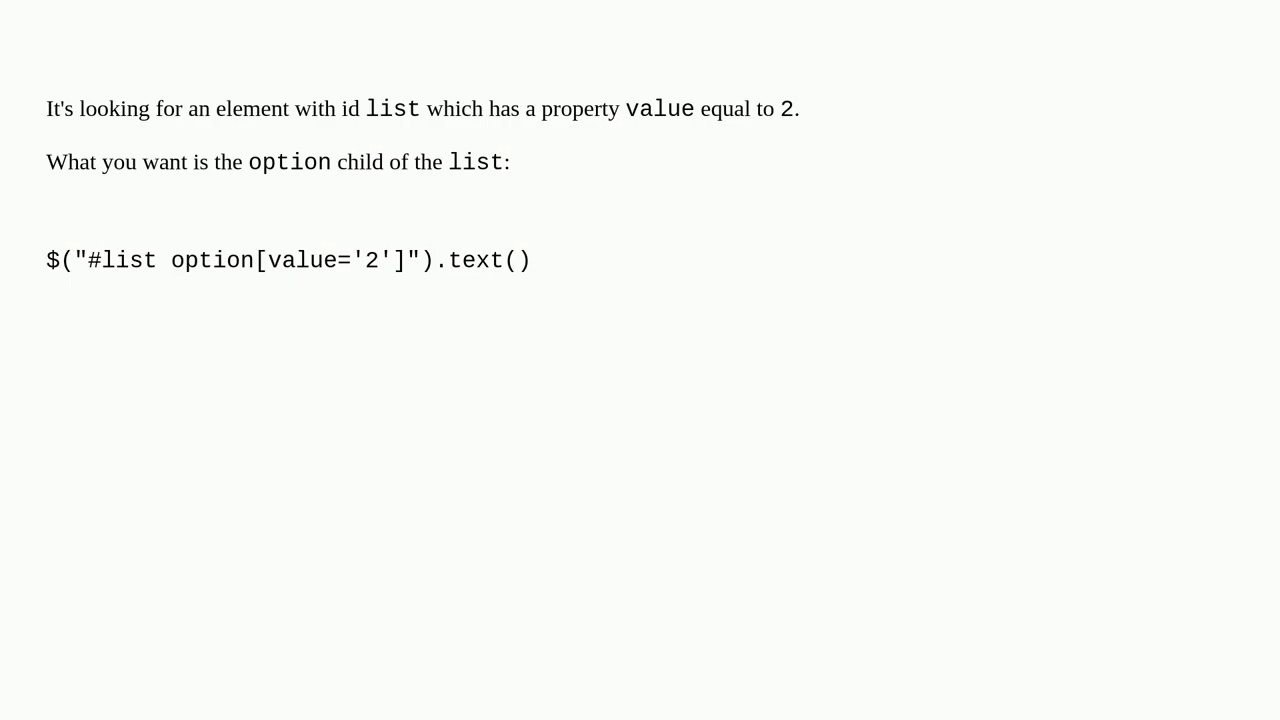 It's looking for an element with id list which has a property value equal to 2.
What you want is the option child of the list:
$("#list option[value='2']").text()